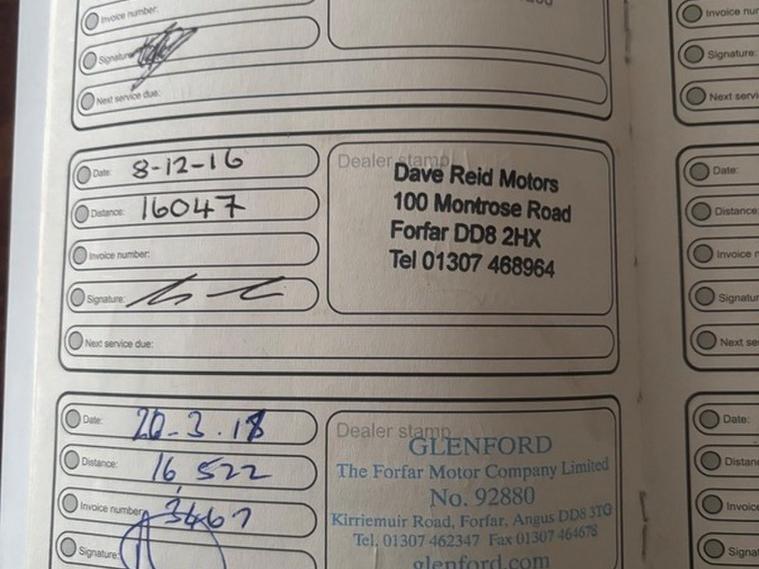 Invoice number:
Signature
Next service due:
Date: 8-12-16
Distance: 16047
Invoice number:
Signature:
Next service due:
Dealer stamp
Dave Reid Motors
100 Montrose Road
Forfar DD8 2HX
Tel 01307 468964
Date: 20-3.18
Distance: 16,522
Invoice number 3467
Signature:
Dealer stamp
GLENFORD
The Forfar Motor Company Limited
No. 92880
Kirriemuir Road, Forfar, Angus DD8 3TG
Tel. 01307 462347 Fax 01307 464678
glenford.com
Invoice nu
Signature:
Next servi
Date:
Distance
Invoice n
Signatur
Next se
Date:
Distan
Invoice
Signa